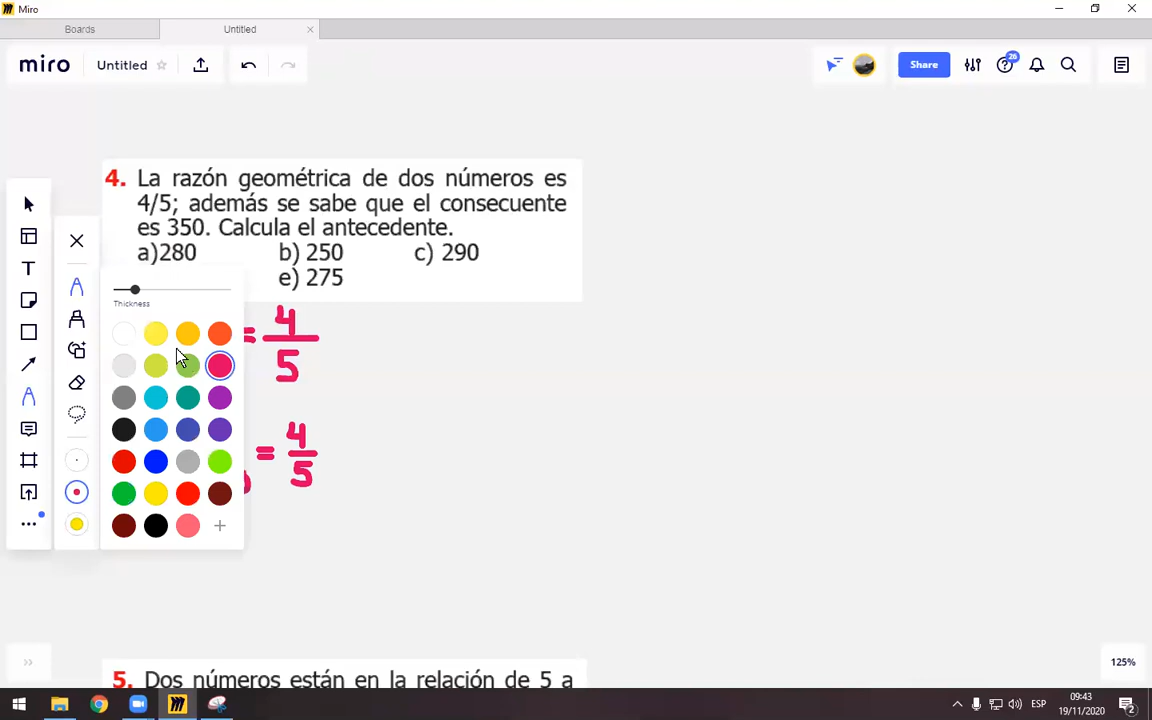 Miro
Boards
Untitled
miro
Untitled
Share
26
4. La razón geométrica de dos números es
4/5; además se sabe que el consecuente
es 350. Calcula el antecedente.
a)280 b) 250 c) 290
e) 275
Thickness
= 4/5
= 4/5
5. Dos números están en la relación de 5 a
125%
ESP
09:43
19/11/2020
2